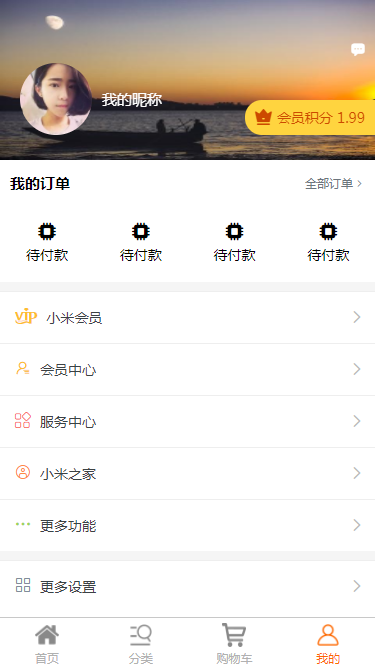 我的昵称
会员积分 1.99
我的订单 全部订单
待付款 待付款 待付款 待付款
vip 小米会员
会员中心
服务中心
小米之家
更多功能
更多设置
首页 分类 购物车 我的